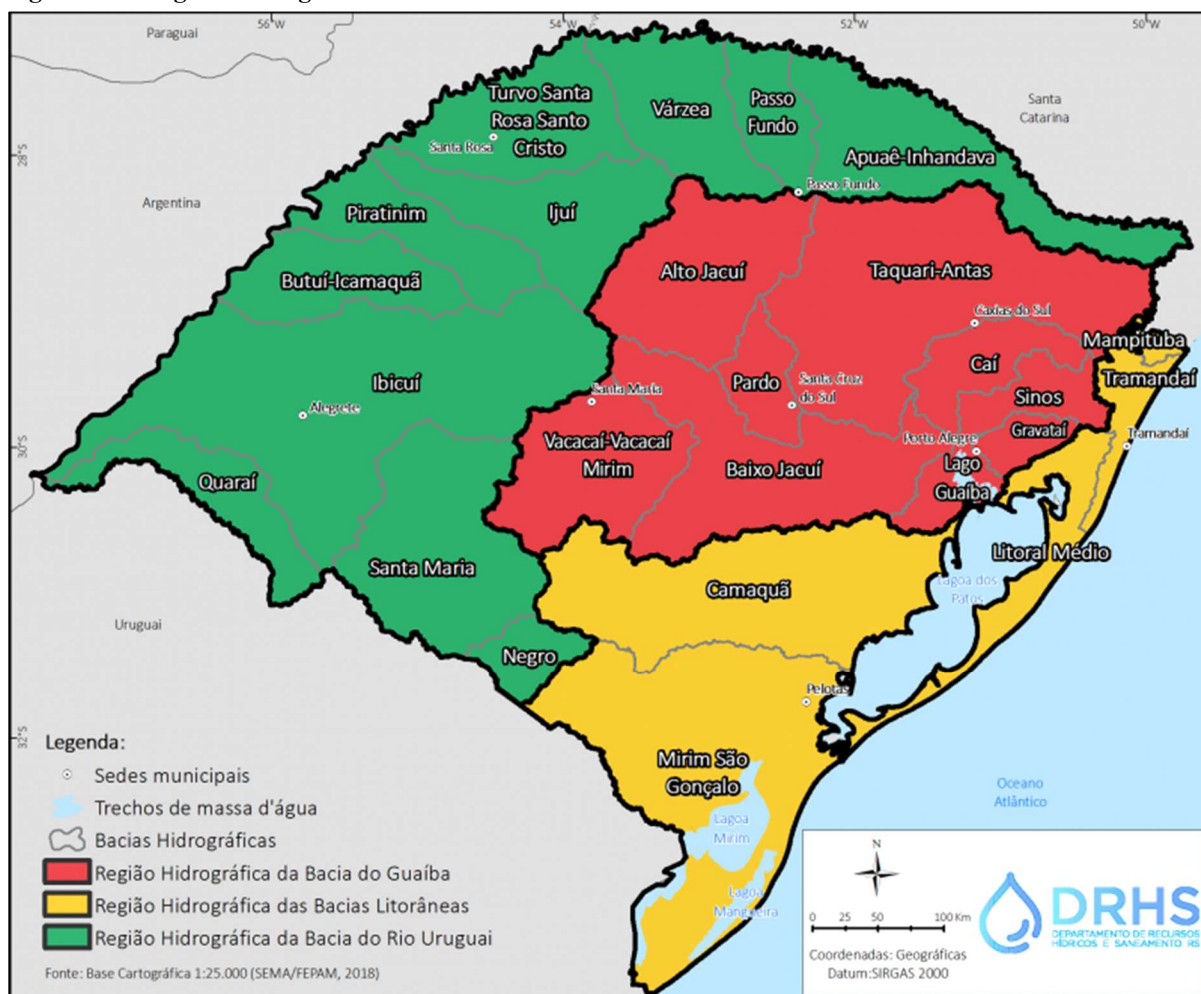 56°W
54°W
52°W
50°W
Paraguai
Santa
Catarina
Turvo Santa
Rosa Santo
Cristo
Santa Rosa
Várzea
Passo
Fundo
Apuaê-Inhandava
28°S
Passo Fundo
Argentina
Piratinim
Ijuí
Butuí-Icamaquã
Alto Jacuí
Taquari-Antas
Caxias do Sul
Mampituba
Ibicuí
Alegrete
Santa Maria
Pardo
Santa Cruz
do Sul
Caí
Sinos
Tramandaí
Gravataí
Tramandaí
30°S
Quaraí
Vacacaí-Vacacaí
Mirim
Baixo Jacuí
Porto Alegre
Lago
Guaíba
Santa Maria
Camaquã
Litoral Médio
Lagoa dos
Patos
Uruguai
Negro
Pelotas
32°S
Mirim São
Gonçalo
Lagoa
Mirim
Lagoa
Mangueira
Oceano
Atlântico
Legenda:
Sedes municipais
Trechos de massa d'água
Bacias Hidrográficas
Região Hidrográfica da Bacia do Guaíba
Região Hidrográfica das Bacias Litorâneas
Região Hidrográfica da Bacia do Rio Uruguai
Fonte: Base Cartográfica 1:25.000 (SEMA/FEPAM, 2018)
N
0 25 50 100 Km
Coordenadas: Geográficas
Datum:SIRGAS 2000
DRHS
DEPARTAMENTO DE RECURSOS
HÍDRICOS E SANEAMENTO RS